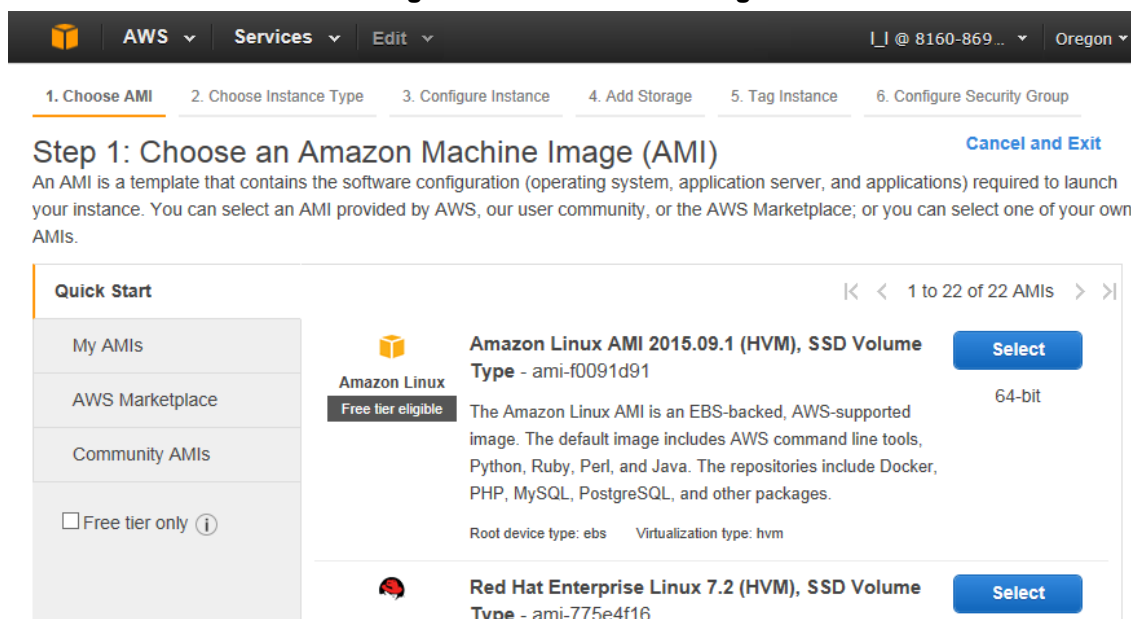 AWS Services Edit l_l @ 8160-869... Oregon
1. Choose AMI 2. Choose Instance Type 3. Configure Instance 4. Add Storage 5. Tag Instance 6. Configure Security Group
Step 1: Choose an Amazon Machine Image (AMI) Cancel and Exit
An AMI is a template that contains the software configuration (operating system, application server, and applications) required to launch
your instance. You can select an AMI provided by AWS, our user community, or the AWS Marketplace; or you can select one of your own
AMIs.
Quick Start
1 to 22 of 22 AMIs
My AMIs
AWS Marketplace
Community AMIs
Free tier only
Amazon Linux
Free tier eligible
Amazon Linux AMI 2015.09.1 (HVM), SSD Volume
Type - ami-f0091d91
Select
64-bit
The Amazon Linux AMI is an EBS-backed, AWS-supported
image. The default image includes AWS command line tools,
Python, Ruby, Perl, and Java. The repositories include Docker,
PHP, MySQL, PostgreSQL, and other packages.
Root device type: ebs Virtualization type: hvm
Red Hat Enterprise Linux 7.2 (HVM), SSD Volume
Type - ami-775e4f16
Select